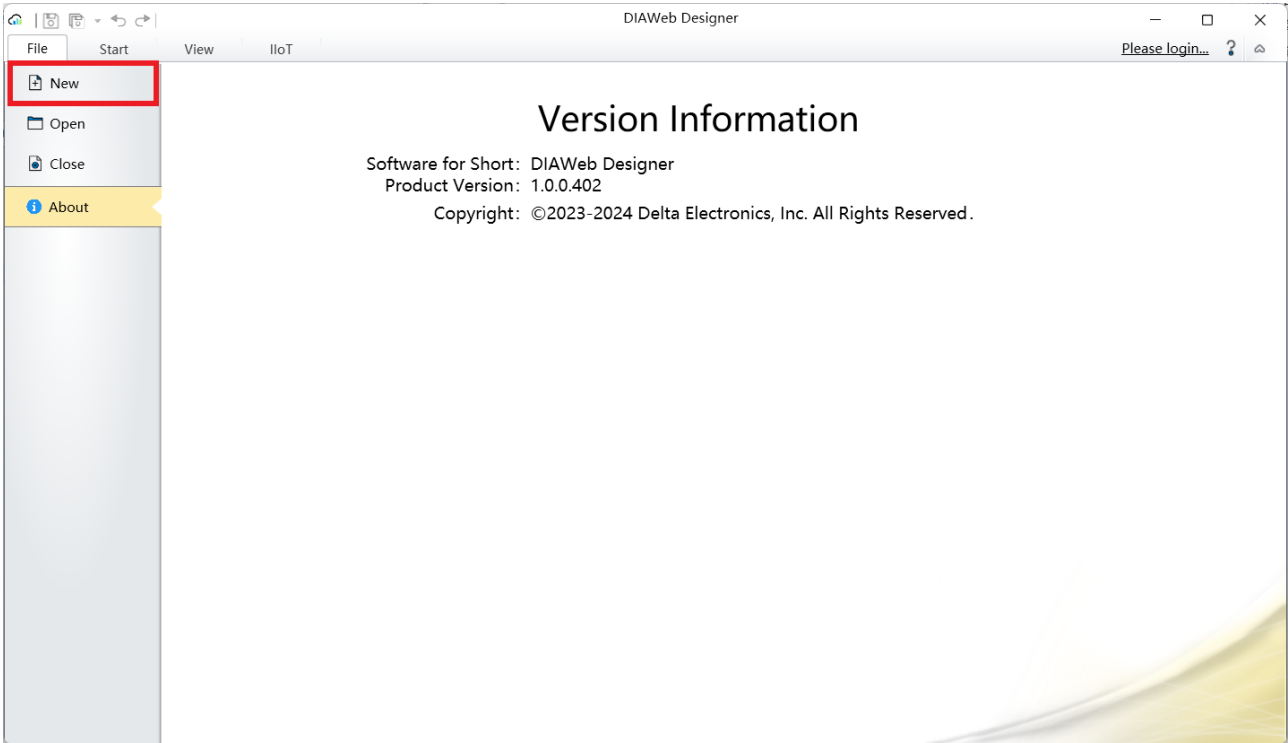 DIAWeb Designer
File Start View IIoT Please login... ?
New
Open
Close
About
Version Information
Software for Short: DIAWeb Designer
Product Version: 1.0.0.402
Copyright: ©2023-2024 Delta Electronics, Inc. All Rights Reserved.